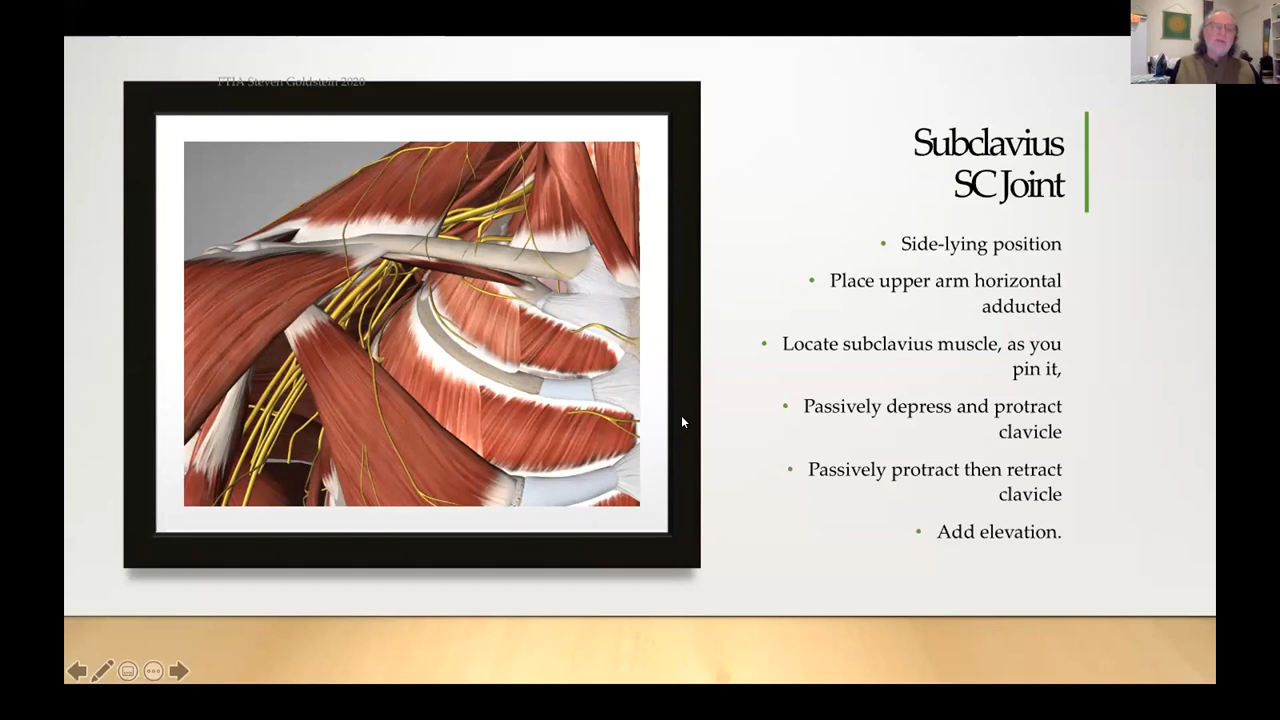 FTIA Steven Goldstein 2020
Subclavius
SC Joint
• Side-lying position
• Place upper arm horizontal
adducted
• Locate subclavius muscle, as you
pin it,
• Passively depress and protract
clavicle
• Passively protract then retract
clavicle
• Add elevation.